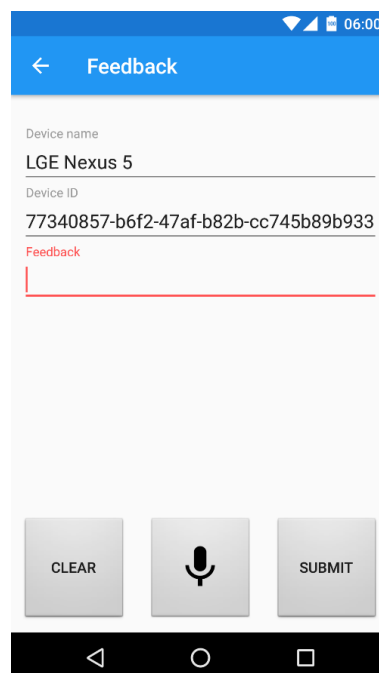 06:00
Feedback
Device name
LGE Nexus 5
Device ID
77340857-b6f2-47af-b82b-cc745b89b933
Feedback
CLEAR
SUBMIT